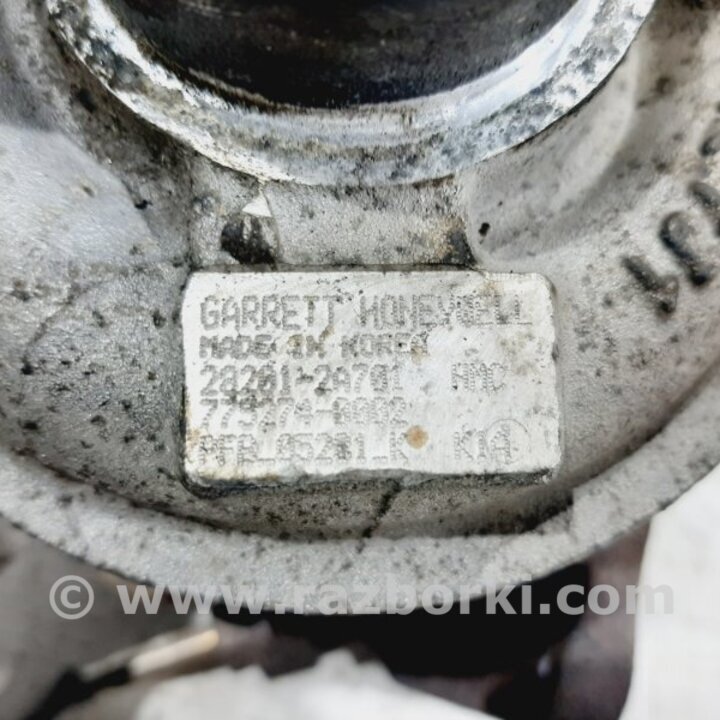 GARRETT HONEYWELL
MADE IN KOREA
28201-2A701 HMC
KIA
© www.razborki.com